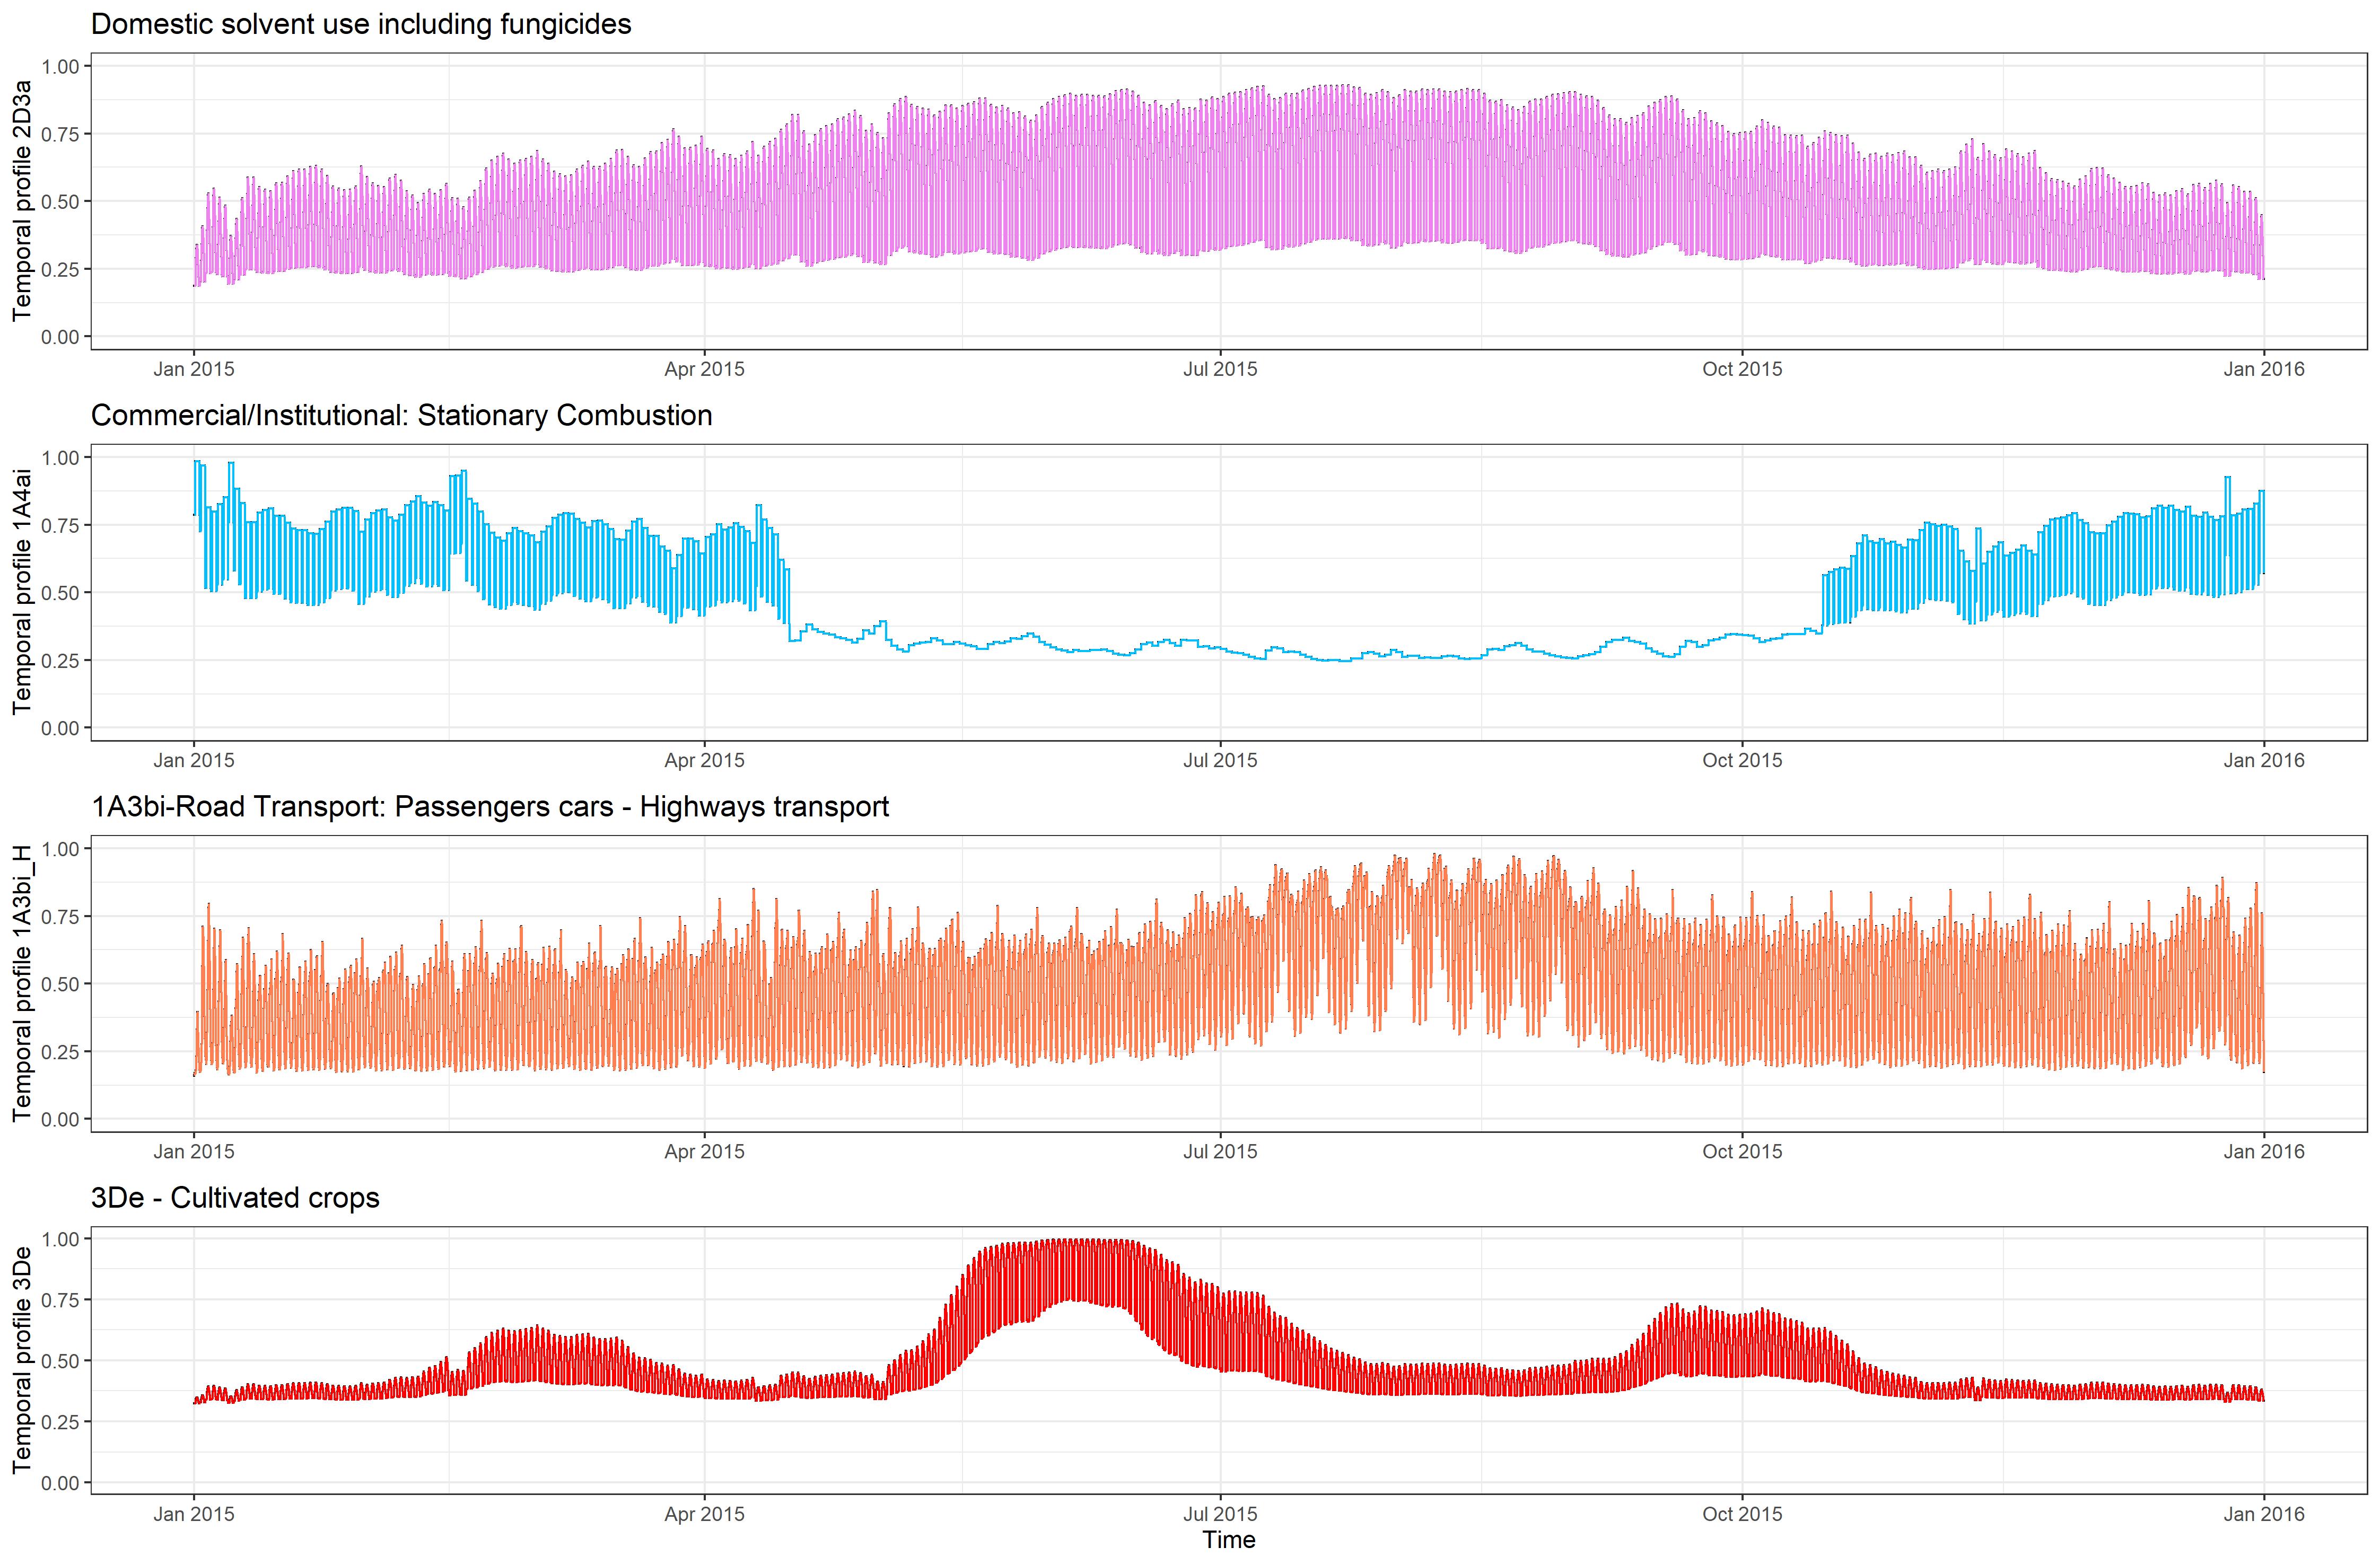 Domestic solvent use including fungicides
Temporal profile 2D3a
1.00
0.75
0.50
0.25
0.00
Jan 2015 Apr 2015 Jul 2015 Oct 2015 Jan 2016
Commercial/Institutional: Stationary Combustion
Temporal profile 1A4ai
1.00
0.75
0.50
0.25
0.00
Jan 2015 Apr 2015 Jul 2015 Oct 2015 Jan 2016
1A3bi-Road Transport: Passengers cars - Highways transport
Temporal profile 1A3bi_H
1.00
0.75
0.50
0.25
0.00
Jan 2015 Apr 2015 Jul 2015 Oct 2015 Jan 2016
3De - Cultivated crops
Temporal profile 3De
1.00
0.75
0.50
0.25
0.00
Jan 2015 Apr 2015 Jul 2015 Oct 2015 Jan 2016
Time